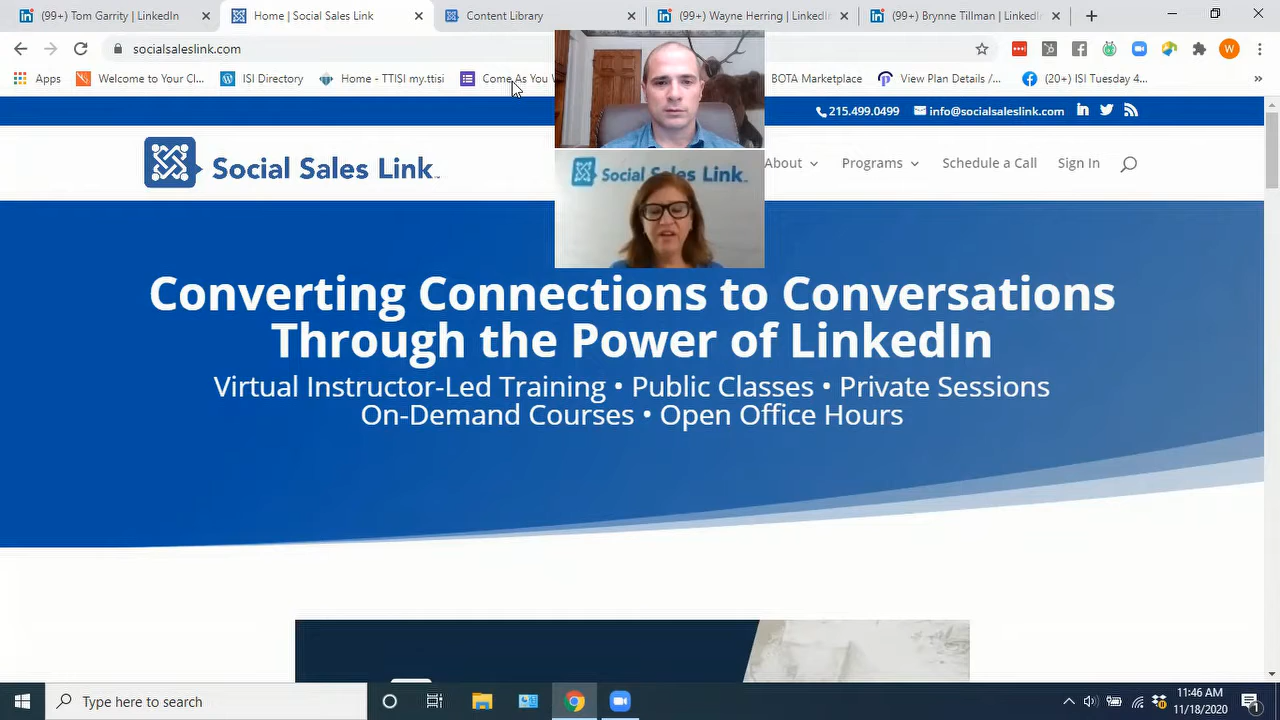 (99+) Tom Garrity | LinkedIn
Home | Social Sales Link
Content Library
(99+) Wayne Herring | LinkedIn
(99+) Brynne Tillman | LinkedIn
socialsaleslink.com
W
Apps
Welcome to Your Cl...
ISI Directory
Home - TTISI my.ttisi
Come As You
BOTA Marketplace
View Plan Details /...
(20+) ISI Tuesday 4...
»
215.499.0499
info@socialsaleslink.com
Social Sales Link™
About
Programs
Schedule a Call
Sign In
Social Sales Link™
Converting Connections to Conversations
Through the Power of LinkedIn
Virtual Instructor-Led Training • Public Classes • Private Sessions
On-Demand Courses • Open Office Hours
Type here to search
11:46 AM
11/18/2020
1